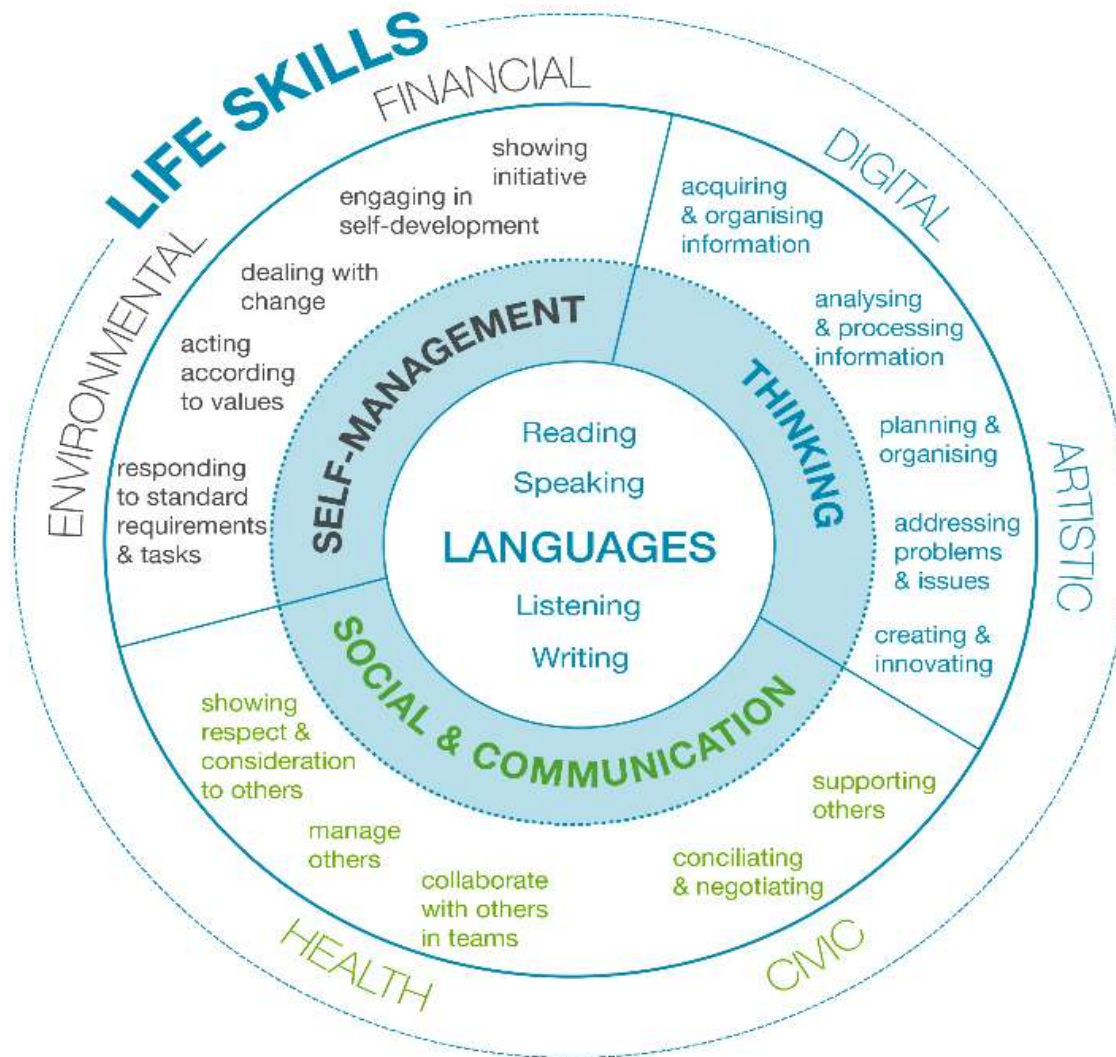 LIFE SKILLS
FINANCIAL
DIGITAL
ARTISTIC
CIVIC
HEALTH
ENVIRONMENTAL
showing
initiative
engaging in
self-development
dealing with
change
acting
according
to values
responding
to standard
requirements
& tasks
acquiring
& organising
information
analysing
& processing
information
planning &
organising
addressing
problems
& issues
creating &
innovating
supporting
others
conciliating
& negotiating
collaborate
with others
in teams
manage
others
showing
respect &
consideration
to others
SELF-MANAGEMENT
THINKING
SOCIAL & COMMUNICATION
Reading
Speaking
LANGUAGES
Listening
Writing